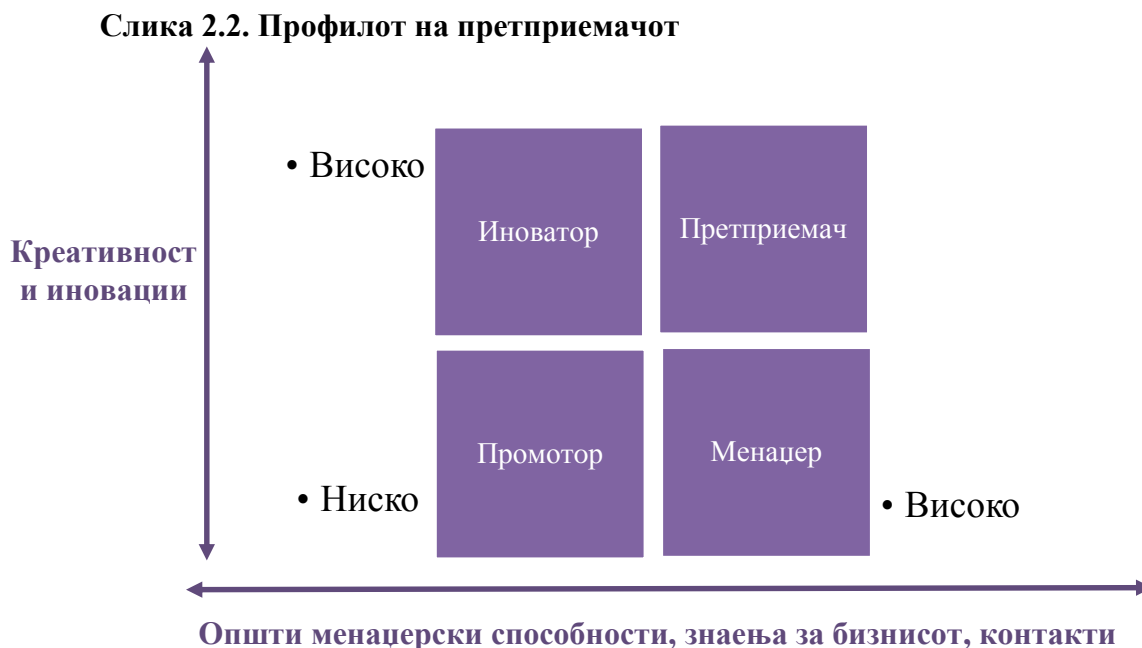 Слика 2.2. Профилот на претприемачот
• Високо
Иноватор
Претприемач
Креативност
и иновации
Промотор
Менаџер
• Ниско
• Високо
Општи менаџерски способности, знаења за бизнисот, контакти